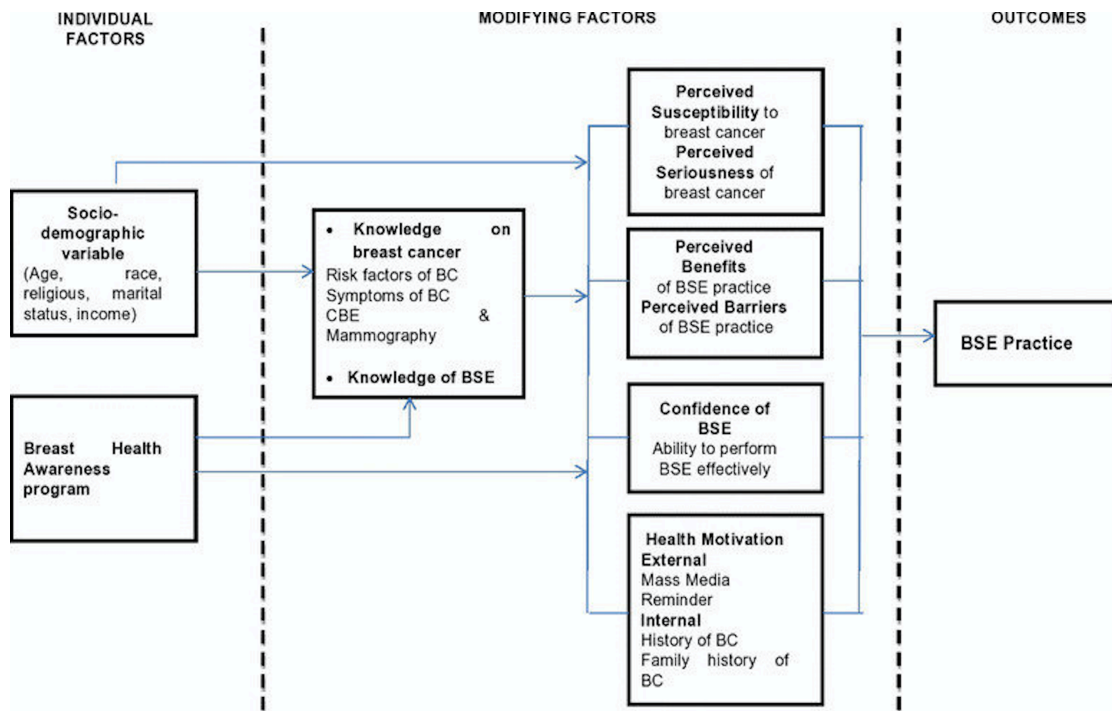 INDIVIDUAL
FACTORS
MODIFYING FACTORS
OUTCOMES
Socio-
demographic
variable
(Age, race,
religious, marital
status, income)
Breast Health
Awareness
program
• Knowledge on
breast cancer
Risk factors of BC
Symptoms of BC
CBE &
Mammography
• Knowledge of BSE
Perceived
Susceptibility to
breast cancer
Perceived
Seriousness of
breast cancer
Perceived
Benefits
of BSE practice
Perceived Barriers
of BSE practice
Confidence of
BSE
Ability to perform
BSE effectively
Health Motivation
External
Mass Media
Reminder
Internal
History of BC
Family history of
BC
BSE Practice